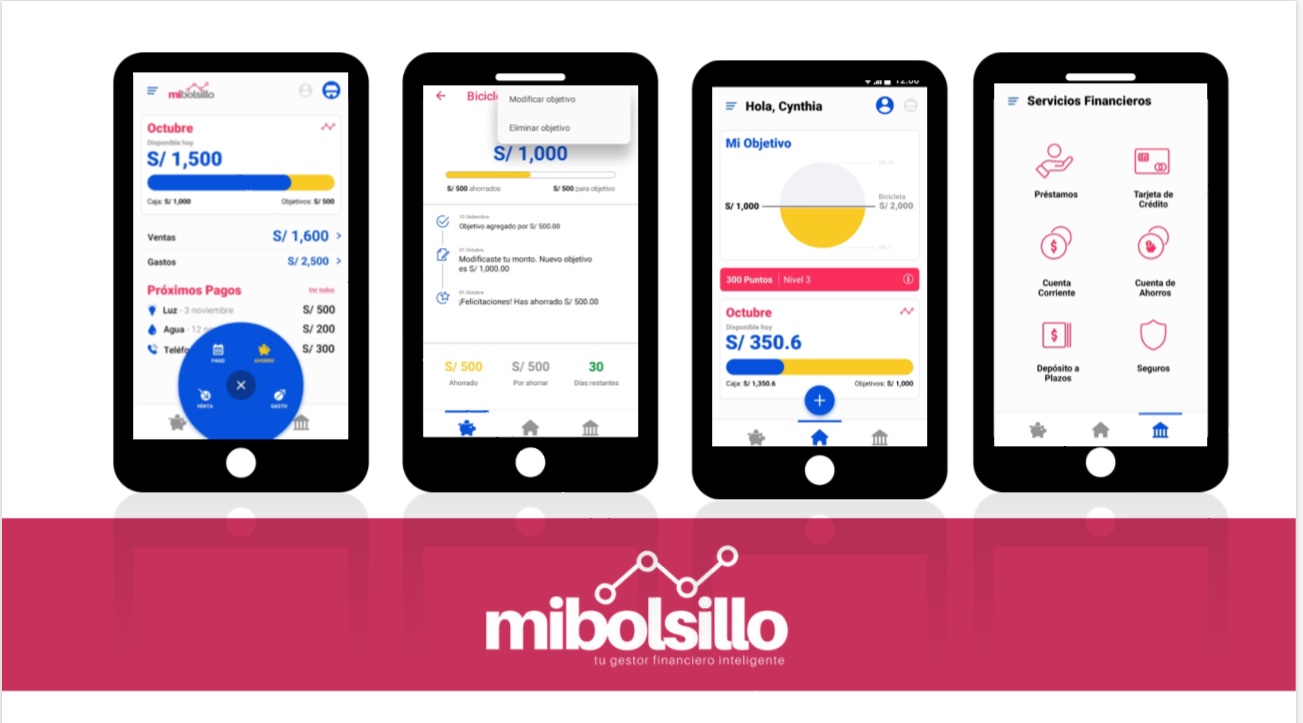 mibolsillo
Octubre
Disponible hoy
S/ 1,500
Caja: S/ 1,000 Objetivos: S/ 500
Ventas S/ 1,600 >
Gastos S/ 2,500 >
Próximos Pagos Ver todos
Luz - 3 noviembre S/ 500
Agua - 12 no S/ 200
Teléfo S/ 300
PAGO AHORRO
VENTA GASTO
Bicicl
Modificar objetivo
Eliminar objetivo
S/ 1,000
S/ 500 ahorrados S/ 500 para objetivo
15 Setiembre
Objetivo agregado por S/ 500.00
01 Octubre
Modificaste tu monto. Nuevo objetivo
es S/ 1,000.00
01 Octubre
¡Felicitaciones! Has ahorrado S/ 500.00
S/ 500 S/ 500 30
Ahorrado Por ahorrar Días restantes
12:00
Hola, Cynthia
Mi Objetivo
Bicicleta
S/ 1,000 S/ 2,000
300 Puntos | Nivel 3
Octubre
Disponible hoy
S/ 350.6
Caja: S/ 1,350.6 Objetivos: S/ 1,000
Servicios Financieros
Préstamos
Tarjeta de
Crédito
Cuenta
Corriente
Cuenta de
Ahorros
Depósito a
Plazos
Seguros
mibolsillo
tu gestor financiero inteligente